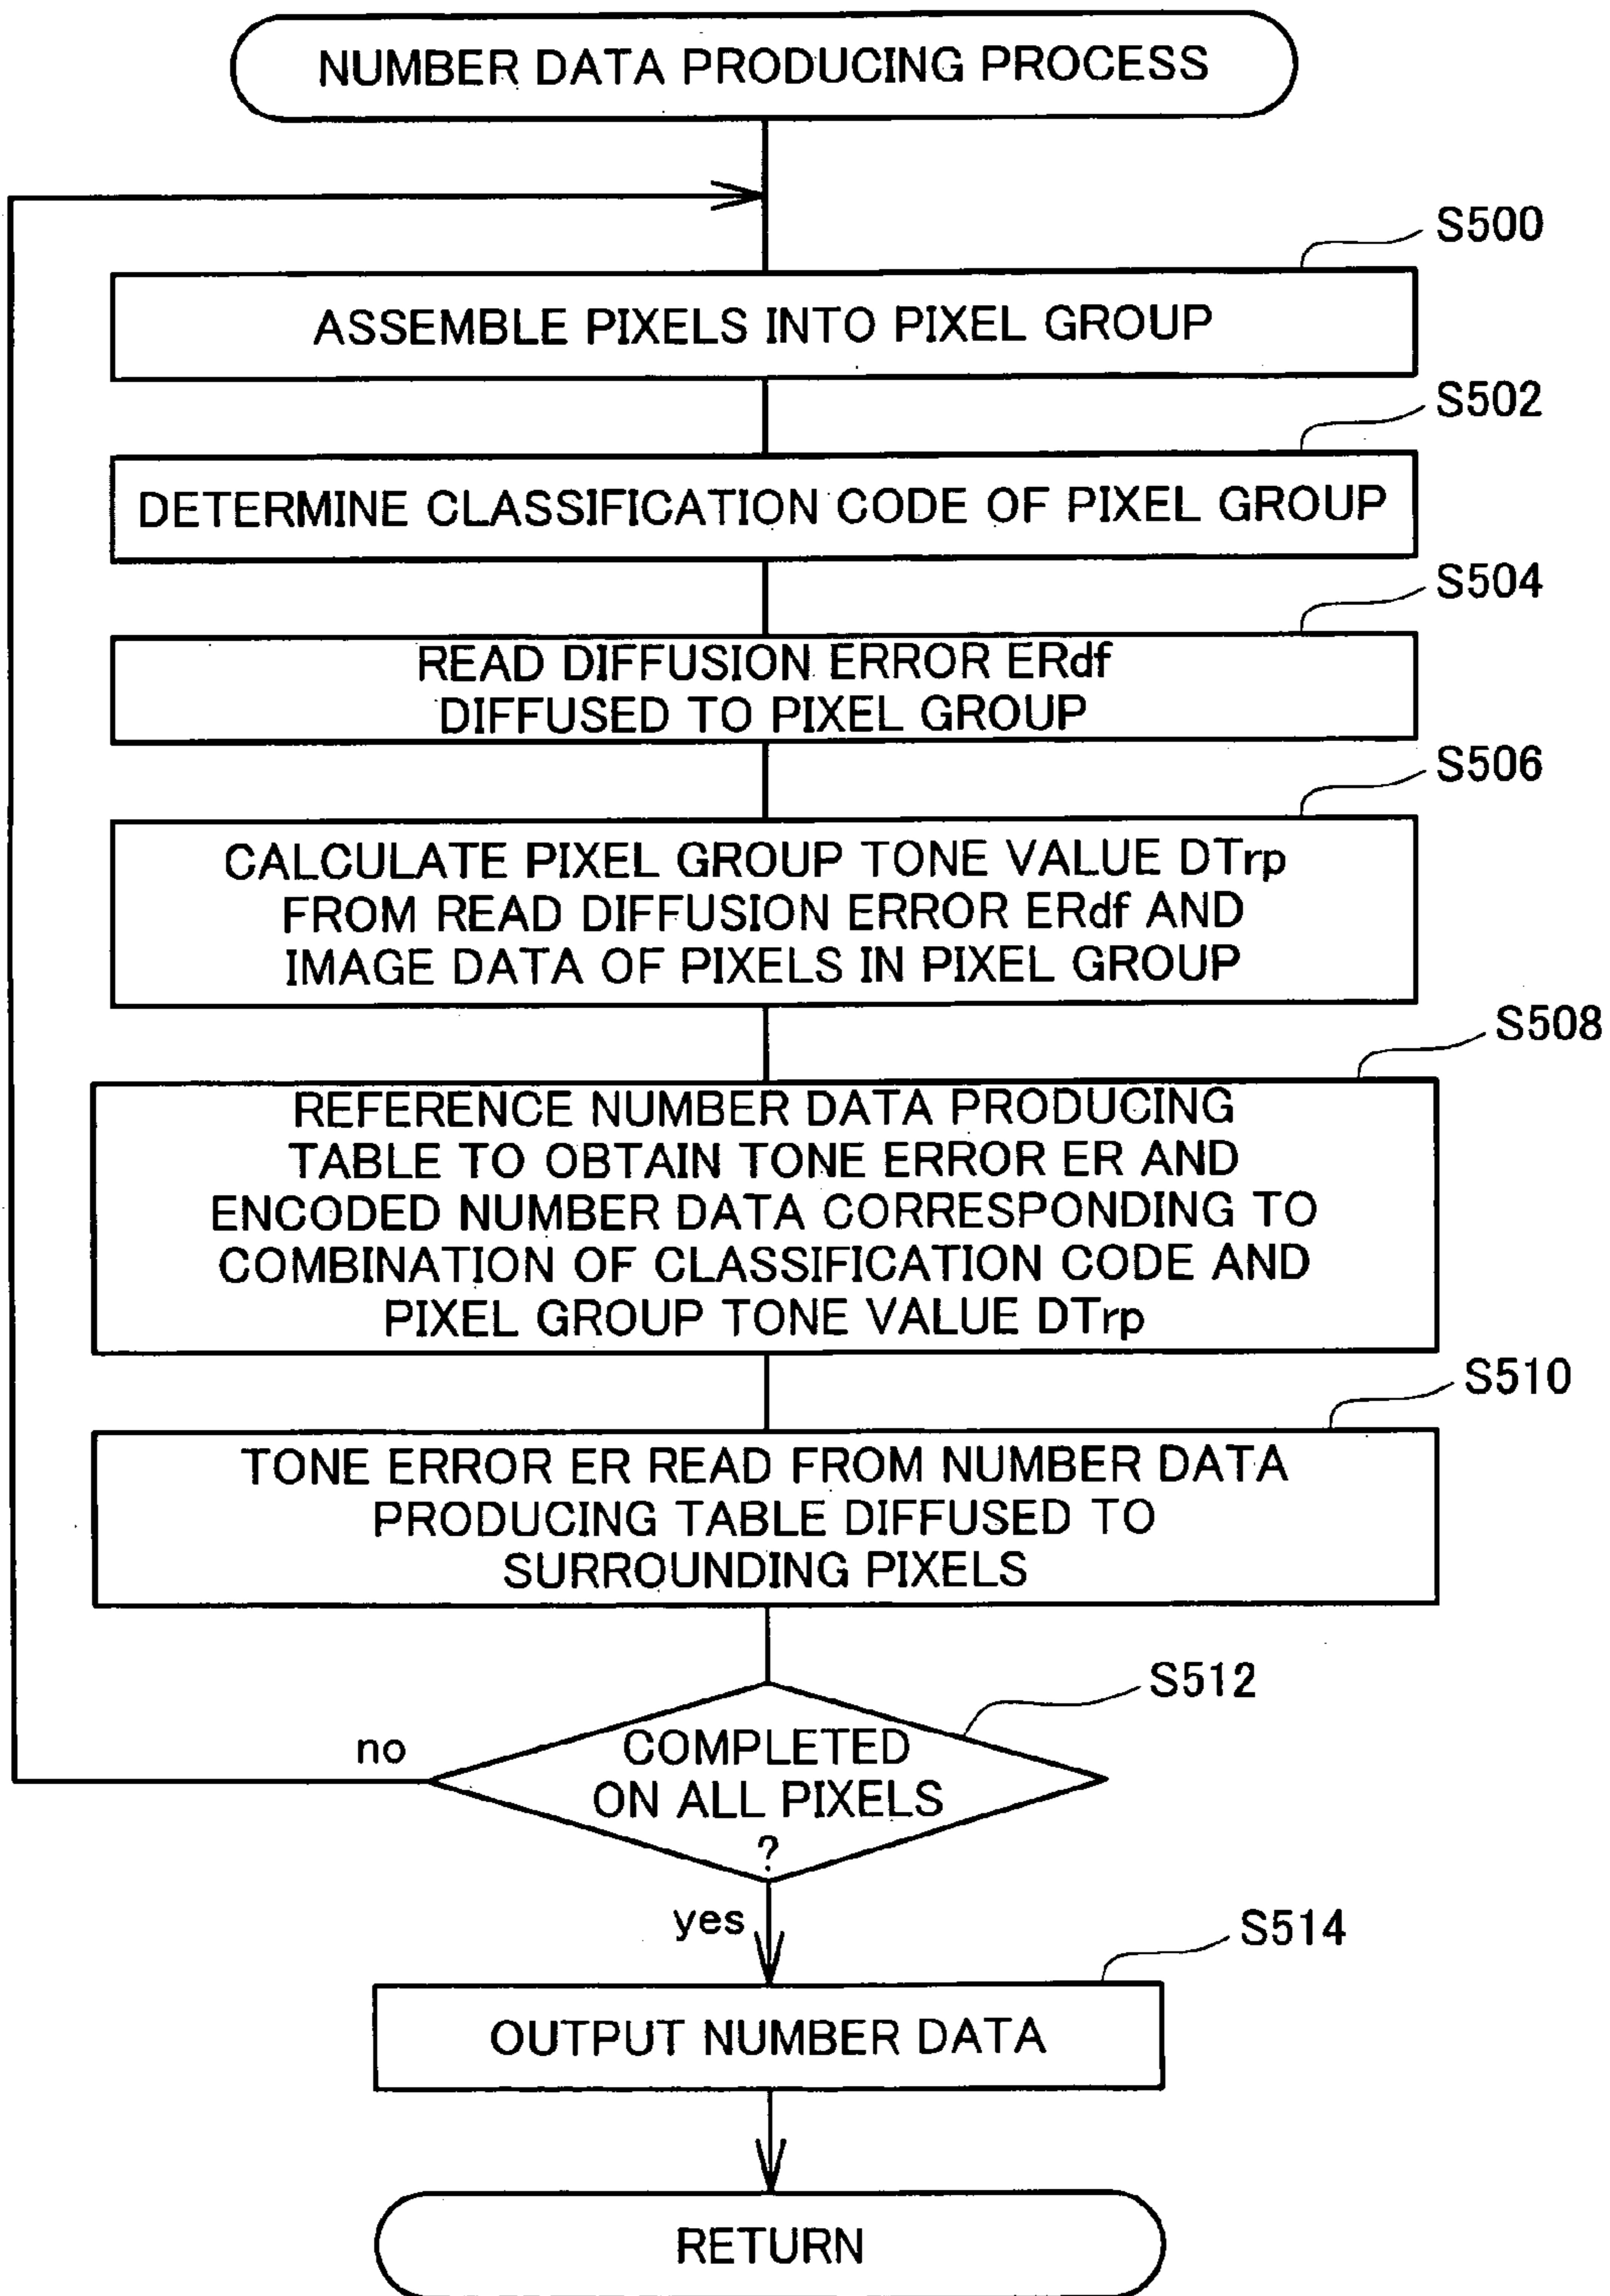 NUMBER DATA PRODUCING PROCESS
S500
ASSEMBLE PIXELS INTO PIXEL GROUP
S502
DETERMINE CLASSIFICATION CODE OF PIXEL GROUP
S504
READ DIFFUSION ERROR ERdf
DIFFUSED TO PIXEL GROUP
S506
CALCULATE PIXEL GROUP TONE VALUE DTrp
FROM READ DIFFUSION ERROR ERdf AND
IMAGE DATA OF PIXELS IN PIXEL GROUP
S508
REFERENCE NUMBER DATA PRODUCING
TABLE TO OBTAIN TONE ERROR ER AND
ENCODED NUMBER DATA CORRESPONDING TO
COMBINATION OF CLASSIFICATION CODE AND
PIXEL GROUP TONE VALUE DTrp
S510
TONE ERROR ER READ FROM NUMBER DATA
PRODUCING TABLE DIFFUSED TO
SURROUNDING PIXELS
S512
no
COMPLETED
ON ALL PIXELS
?
yes
S514
OUTPUT NUMBER DATA
RETURN